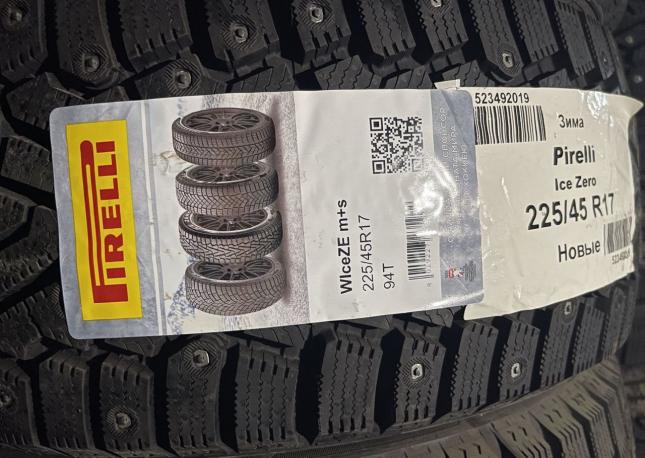 PIRELLI
WIceZE m+s
225/45R17
94T
523492019
Зима
Pirelli
Ice Zero
225/45 R17
Новые